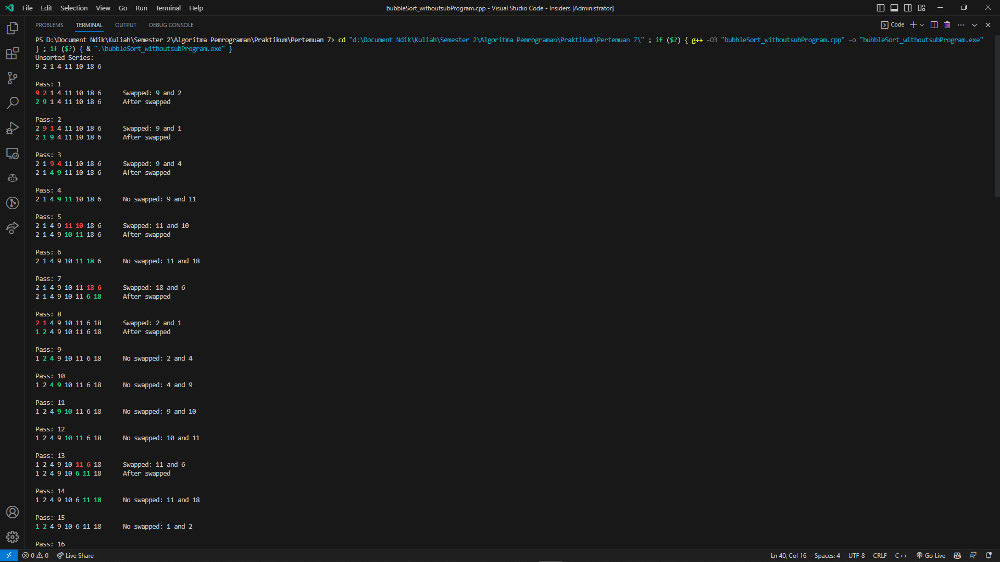 File Edit Selection View Go Run Terminal Help
bubbleSort_withoutsubProgram.cpp - Visual Studio Code - Insiders [Administrator]
PROBLEMS TERMINAL OUTPUT DEBUG CONSOLE
Code
PS D:\Document Ndik\Kuliah\Semester 2\Algoritma Pemrograman\Praktikum\Pertemuan 7> cd "d:\Document Ndik\Kuliah\Semester 2\Algoritma Pemrograman\Praktikum\Pertemuan 7\" ; if ($?) { g++ -O3 "bubbleSort_withoutsubProgram.cpp" -o "bubbleSort_withoutsubProgram.exe"
} ; if ($?) { & ".\bubbleSort_withoutsubProgram.exe" }
Unsorted Series:
9 2 1 4 11 10 18 6
Pass: 1
9 2 1 4 11 10 18 6 Swapped: 9 and 2
2 9 1 4 11 10 18 6 After swapped
Pass: 2
2 9 1 4 11 10 18 6 Swapped: 9 and 1
2 1 9 4 11 10 18 6 After swapped
Pass: 3
2 1 9 4 11 10 18 6 Swapped: 9 and 4
2 1 4 9 11 10 18 6 After swapped
Pass: 4
2 1 4 9 11 10 18 6 No swapped: 9 and 11
Pass: 5
2 1 4 9 11 10 18 6 Swapped: 11 and 10
2 1 4 9 10 11 18 6 After swapped
Pass: 6
2 1 4 9 10 11 18 6 No swapped: 11 and 18
Pass: 7
2 1 4 9 10 11 18 6 Swapped: 18 and 6
2 1 4 9 10 11 6 18 After swapped
Pass: 8
2 1 4 9 10 11 6 18 Swapped: 2 and 1
1 2 4 9 10 11 6 18 After swapped
Pass: 9
1 2 4 9 10 11 6 18 No swapped: 2 and 4
Pass: 10
1 2 4 9 10 11 6 18 No swapped: 4 and 9
Pass: 11
1 2 4 9 10 11 6 18 No swapped: 9 and 10
Pass: 12
1 2 4 9 10 11 6 18 No swapped: 10 and 11
Pass: 13
1 2 4 9 10 11 6 18 Swapped: 11 and 6
1 2 4 9 10 6 11 18 After swapped
Pass: 14
1 2 4 9 10 6 11 18 No swapped: 11 and 18
Pass: 15
1 2 4 9 10 6 11 18 No swapped: 1 and 2
Pass: 16
0 0 Live Share Ln 40, Col 16 Spaces: 4 UTF-8 CRLF C++ Go Live